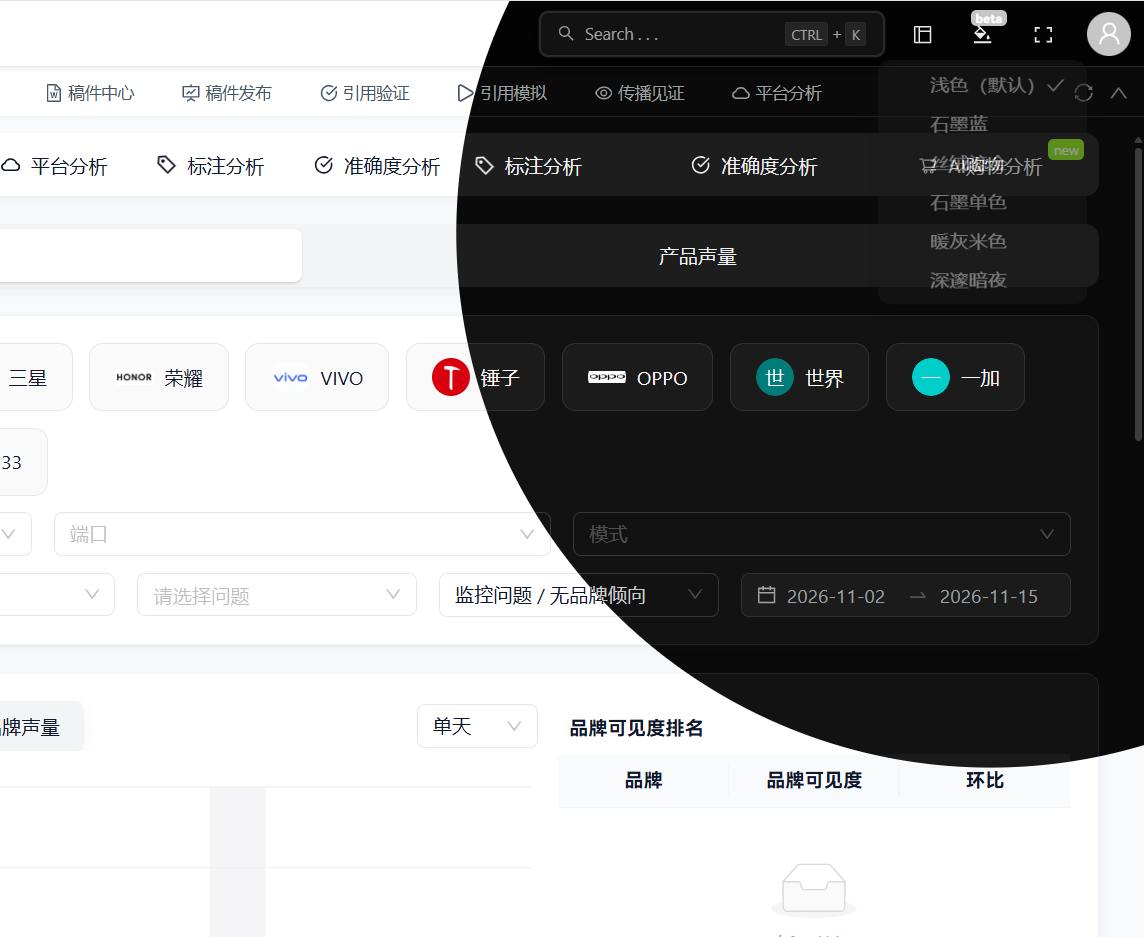 beta
Search . . .
CTRL + K
稿件中心
稿件发布
引用验证
引用模拟
传播见证
平台分析
浅色（默认）
石墨蓝
石墨单色
暖灰米色
深邃暗夜
new
平台分析
标注分析
准确度分析
标注分析
准确度分析
AI购物分析
产品声量
三星
HONOR 荣耀
vivo VIVO
锤子
oppo OPPO
世 世界
一 一加
33
端口
模式
请选择问题
监控问题 / 无品牌倾向
2026-11-02 → 2026-11-15
牌声量
单天
品牌可见度排名
品牌
品牌可见度
环比